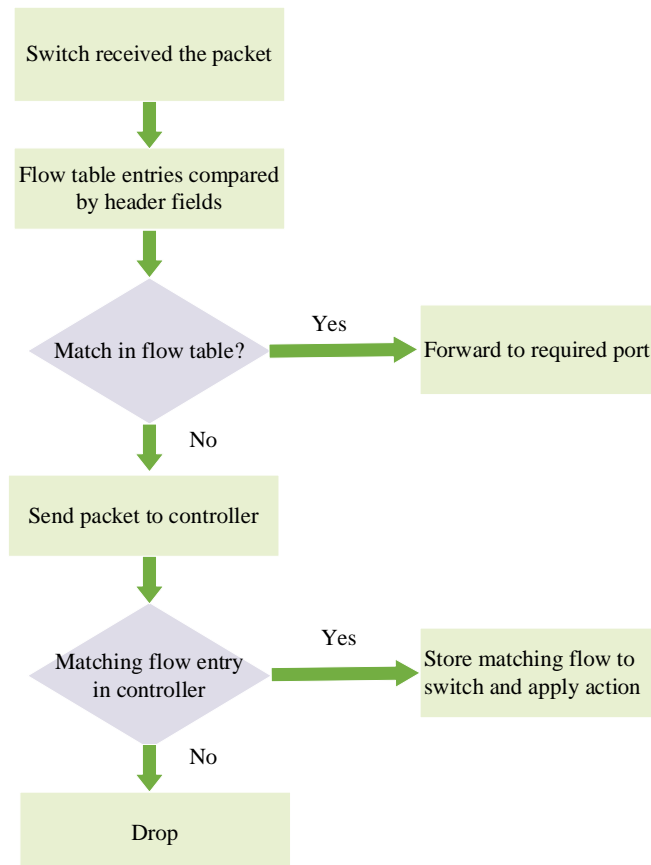 Switch received the packet
Flow table entries compared
by header fields
Match in flow table?
Yes
Forward to required port
No
Send packet to controller
Matching flow entry
in controller
Yes
Store matching flow to
switch and apply action
No
Drop